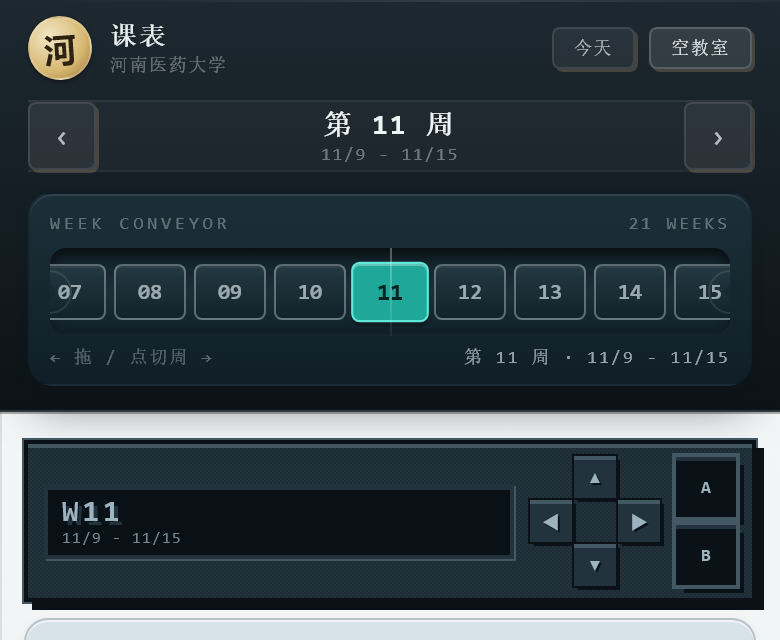 河
课表
河南医药大学
今天
空教室
‹
第 11 周
11/9 - 11/15
›
WEEK CONVEYOR
21 WEEKS
07 08 09 10 11 12 13 14 15
← 拖 / 点切周 →
第 11 周 · 11/9 - 11/15
W11
11/9 - 11/15
▲
◀ ▶
▼
A
B